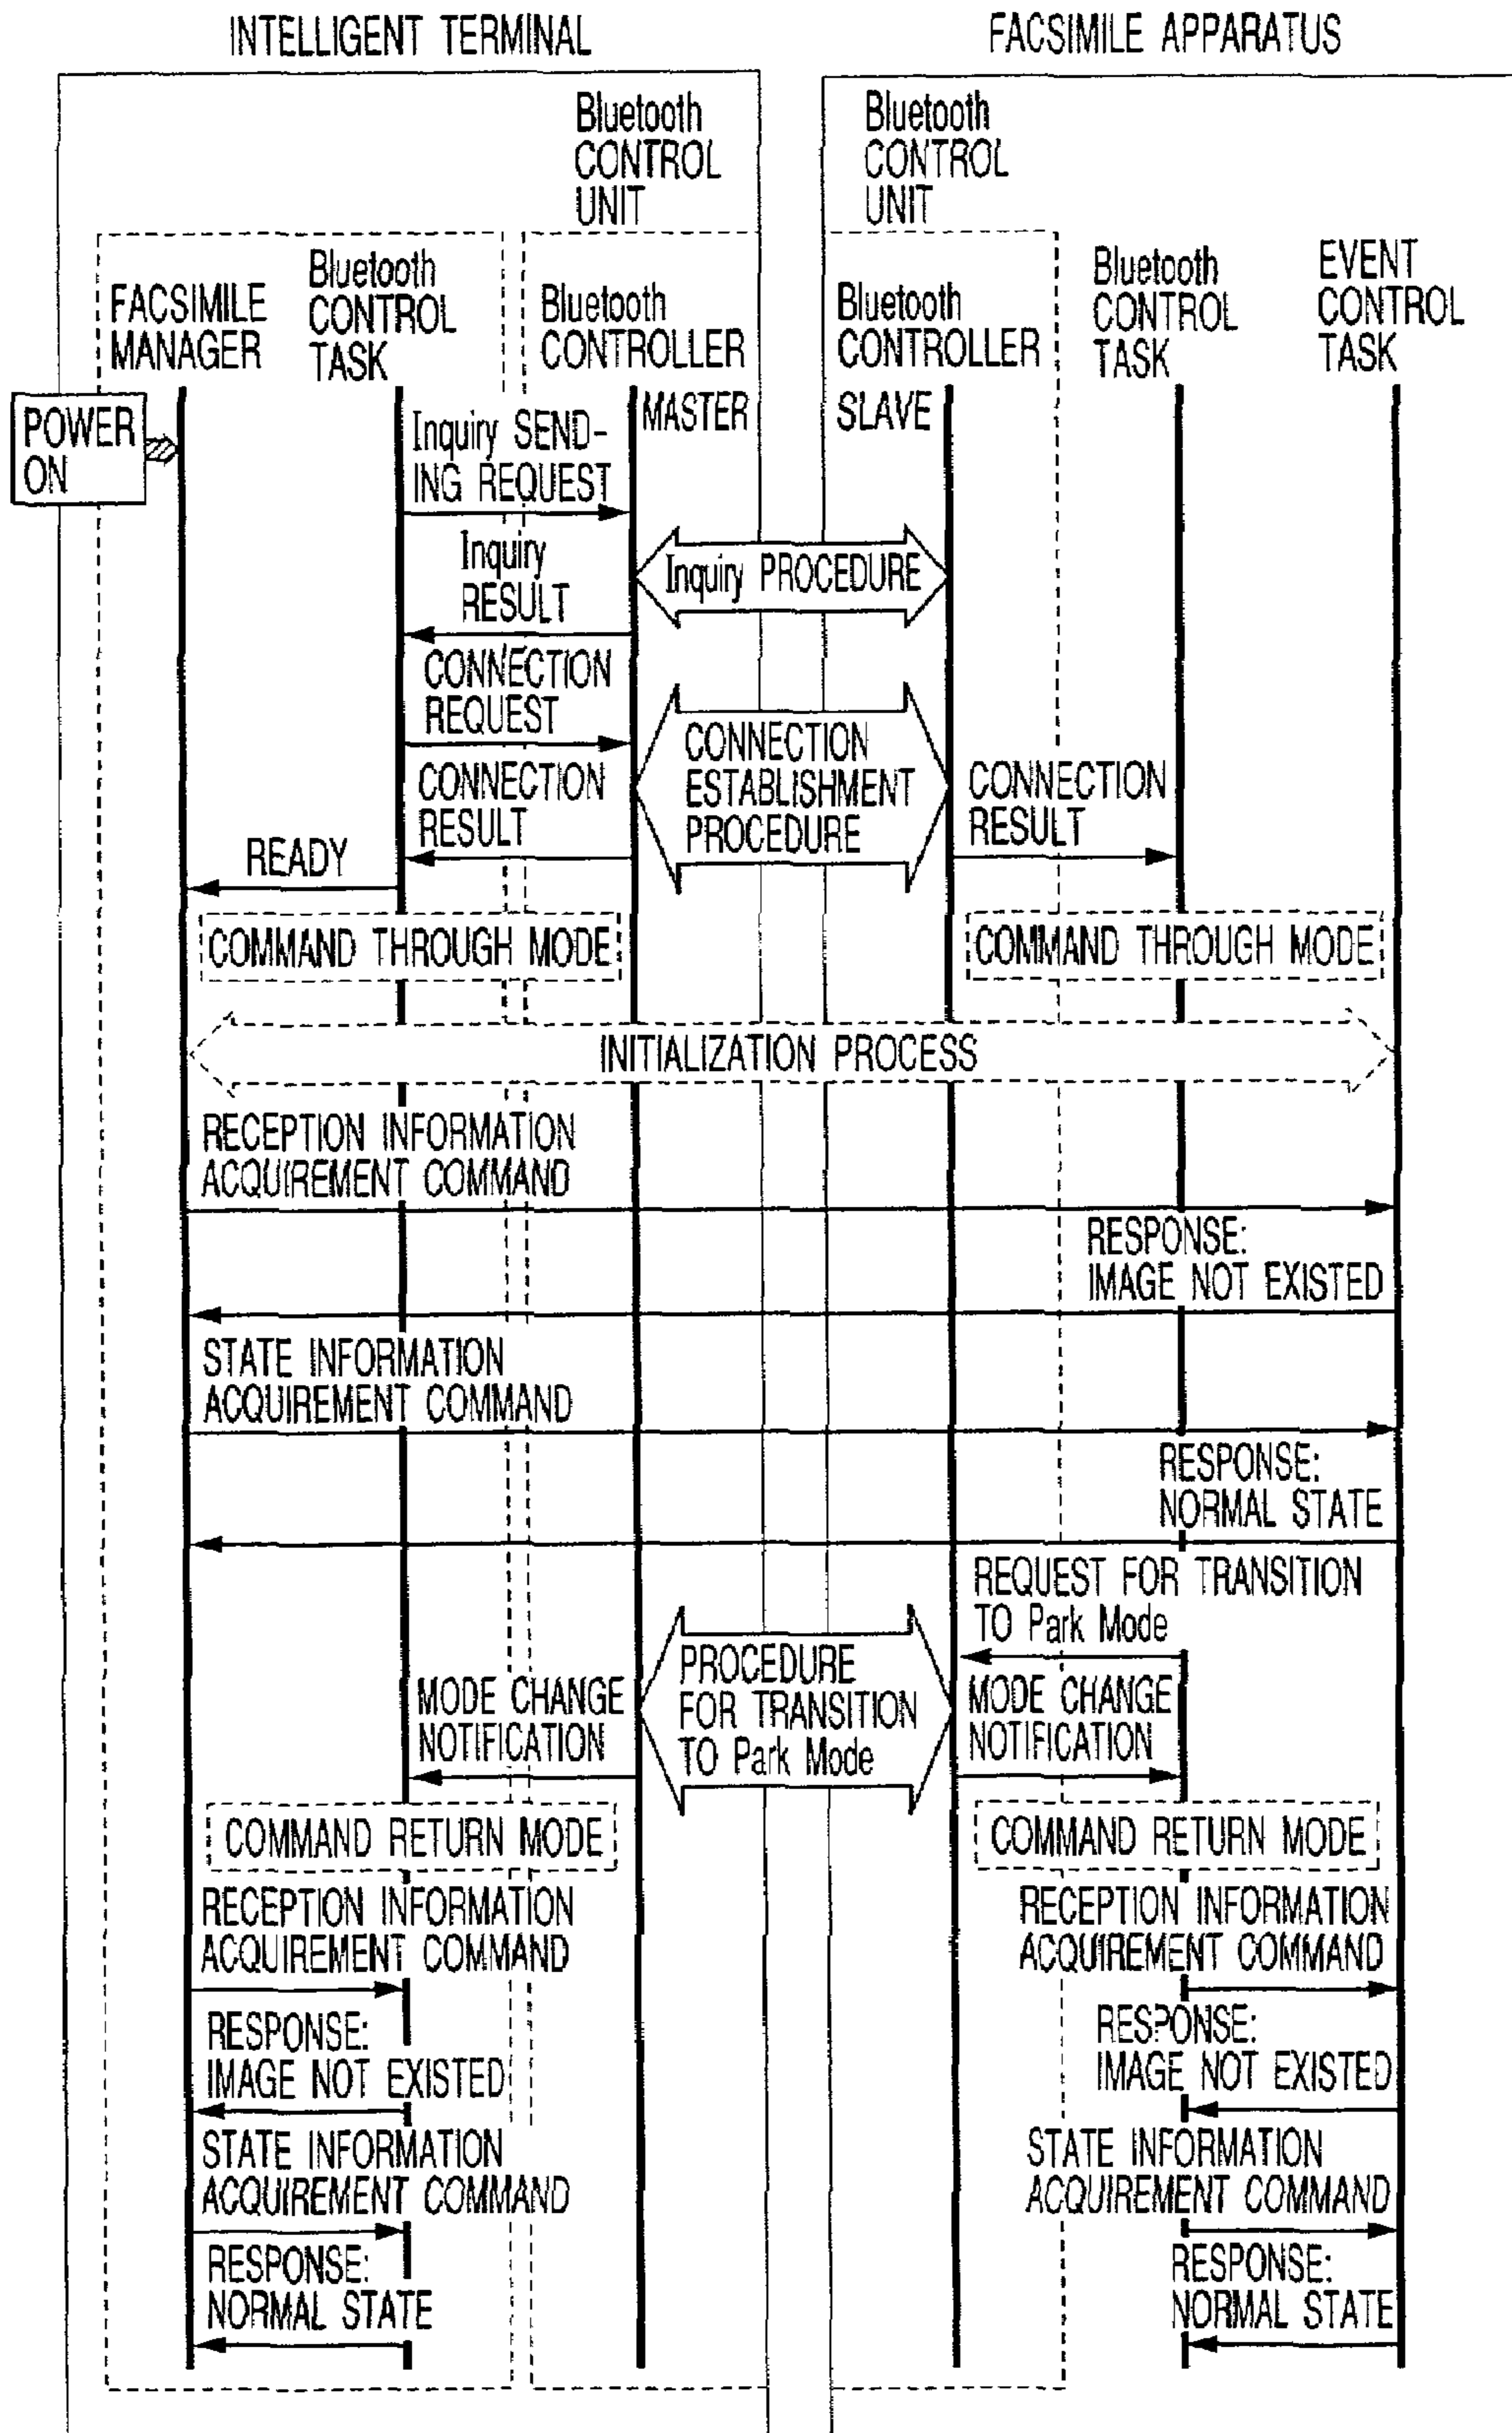 INTELLIGENT TERMINAL
FACSIMILE APPARATUS
Bluetooth
CONTROL
UNIT
Bluetooth
CONTROL
UNIT
FACSIMILE
MANAGER
Bluetooth
CONTROL
TASK
Bluetooth
CONTROLLER
Bluetooth
CONTROLLER
Bluetooth
CONTROL
TASK
EVENT
CONTROL
TASK
MASTER
SLAVE
POWER
ON
Inquiry SEND-
ING REQUEST
Inquiry
RESULT
Inquiry PROCEDURE
CONNECTION
REQUEST
CONNECTION
ESTABLISHMENT
PROCEDURE
CONNECTION
RESULT
CONNECTION
RESULT
READY
COMMAND THROUGH MODE
COMMAND THROUGH MODE
INITIALIZATION PROCESS
RECEPTION INFORMATION
ACQUIREMENT COMMAND
RESPONSE:
IMAGE NOT EXISTED
STATE INFORMATION
ACQUIREMENT COMMAND
RESPONSE:
NORMAL STATE
REQUEST FOR TRANSITION
TO Park Mode
PROCEDURE
FOR TRANSITION
TO Park Mode
MODE CHANGE
NOTIFICATION
MODE CHANGE
NOTIFICATION
COMMAND RETURN MODE
COMMAND RETURN MODE
RECEPTION INFORMATION
ACQUIREMENT COMMAND
RECEPTION INFORMATION
ACQUIREMENT COMMAND
RESPONSE:
IMAGE NOT EXISTED
RESPONSE:
IMAGE NOT EXISTED
STATE INFORMATION
ACQUIREMENT COMMAND
STATE INFORMATION
ACQUIREMENT COMMAND
RESPONSE:
NORMAL STATE
RESPONSE:
NORMAL STATE